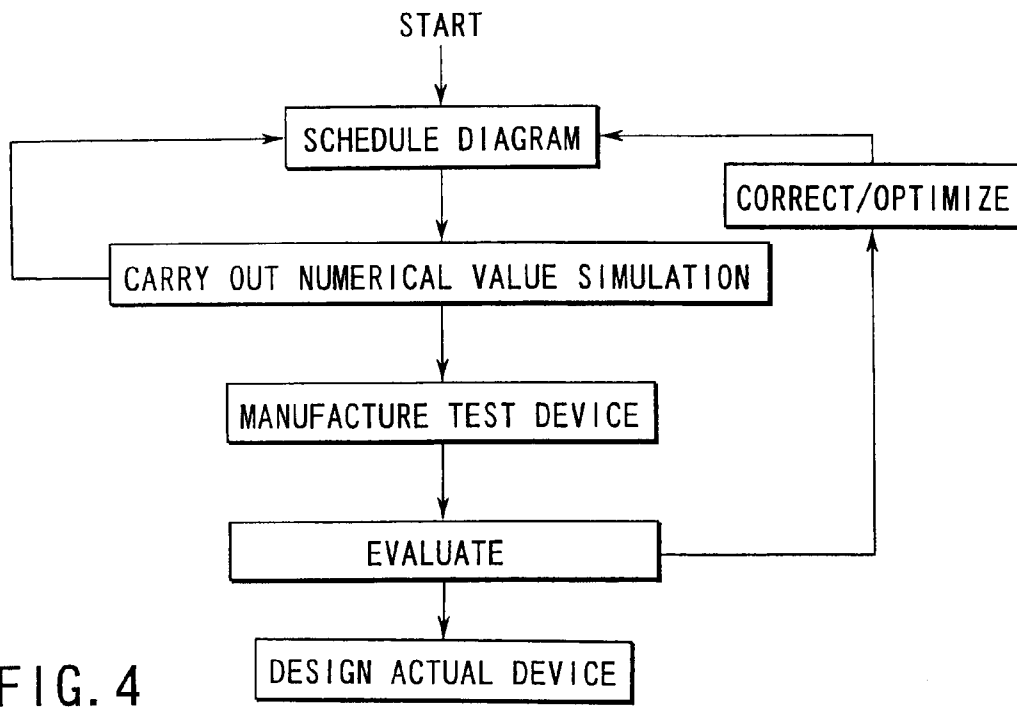 START
SCHEDULE DIAGRAM
CORRECT/OPTIMIZE
CARRY OUT NUMERICAL VALUE SIMULATION
MANUFACTURE TEST DEVICE
EVALUATE
DESIGN ACTUAL DEVICE
FIG. 4